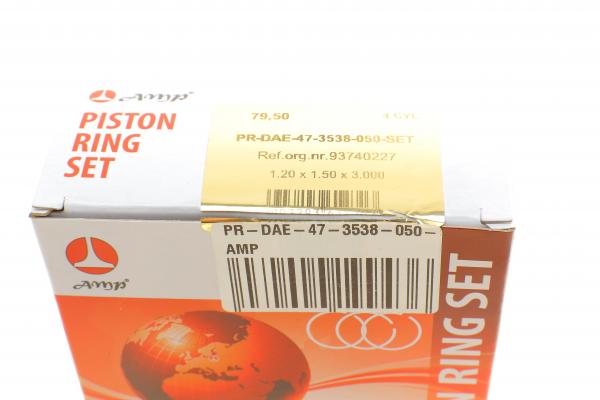 AMP®
PISTON
RING
SET
79,50 4 CYL
PR-DAE-47-3538-050-SET
Ref.org.nr.93740227
1.20 x 1.50 x 3.000
PR-DAE-47-3538-050-
AMP
AMP®
N RING SET